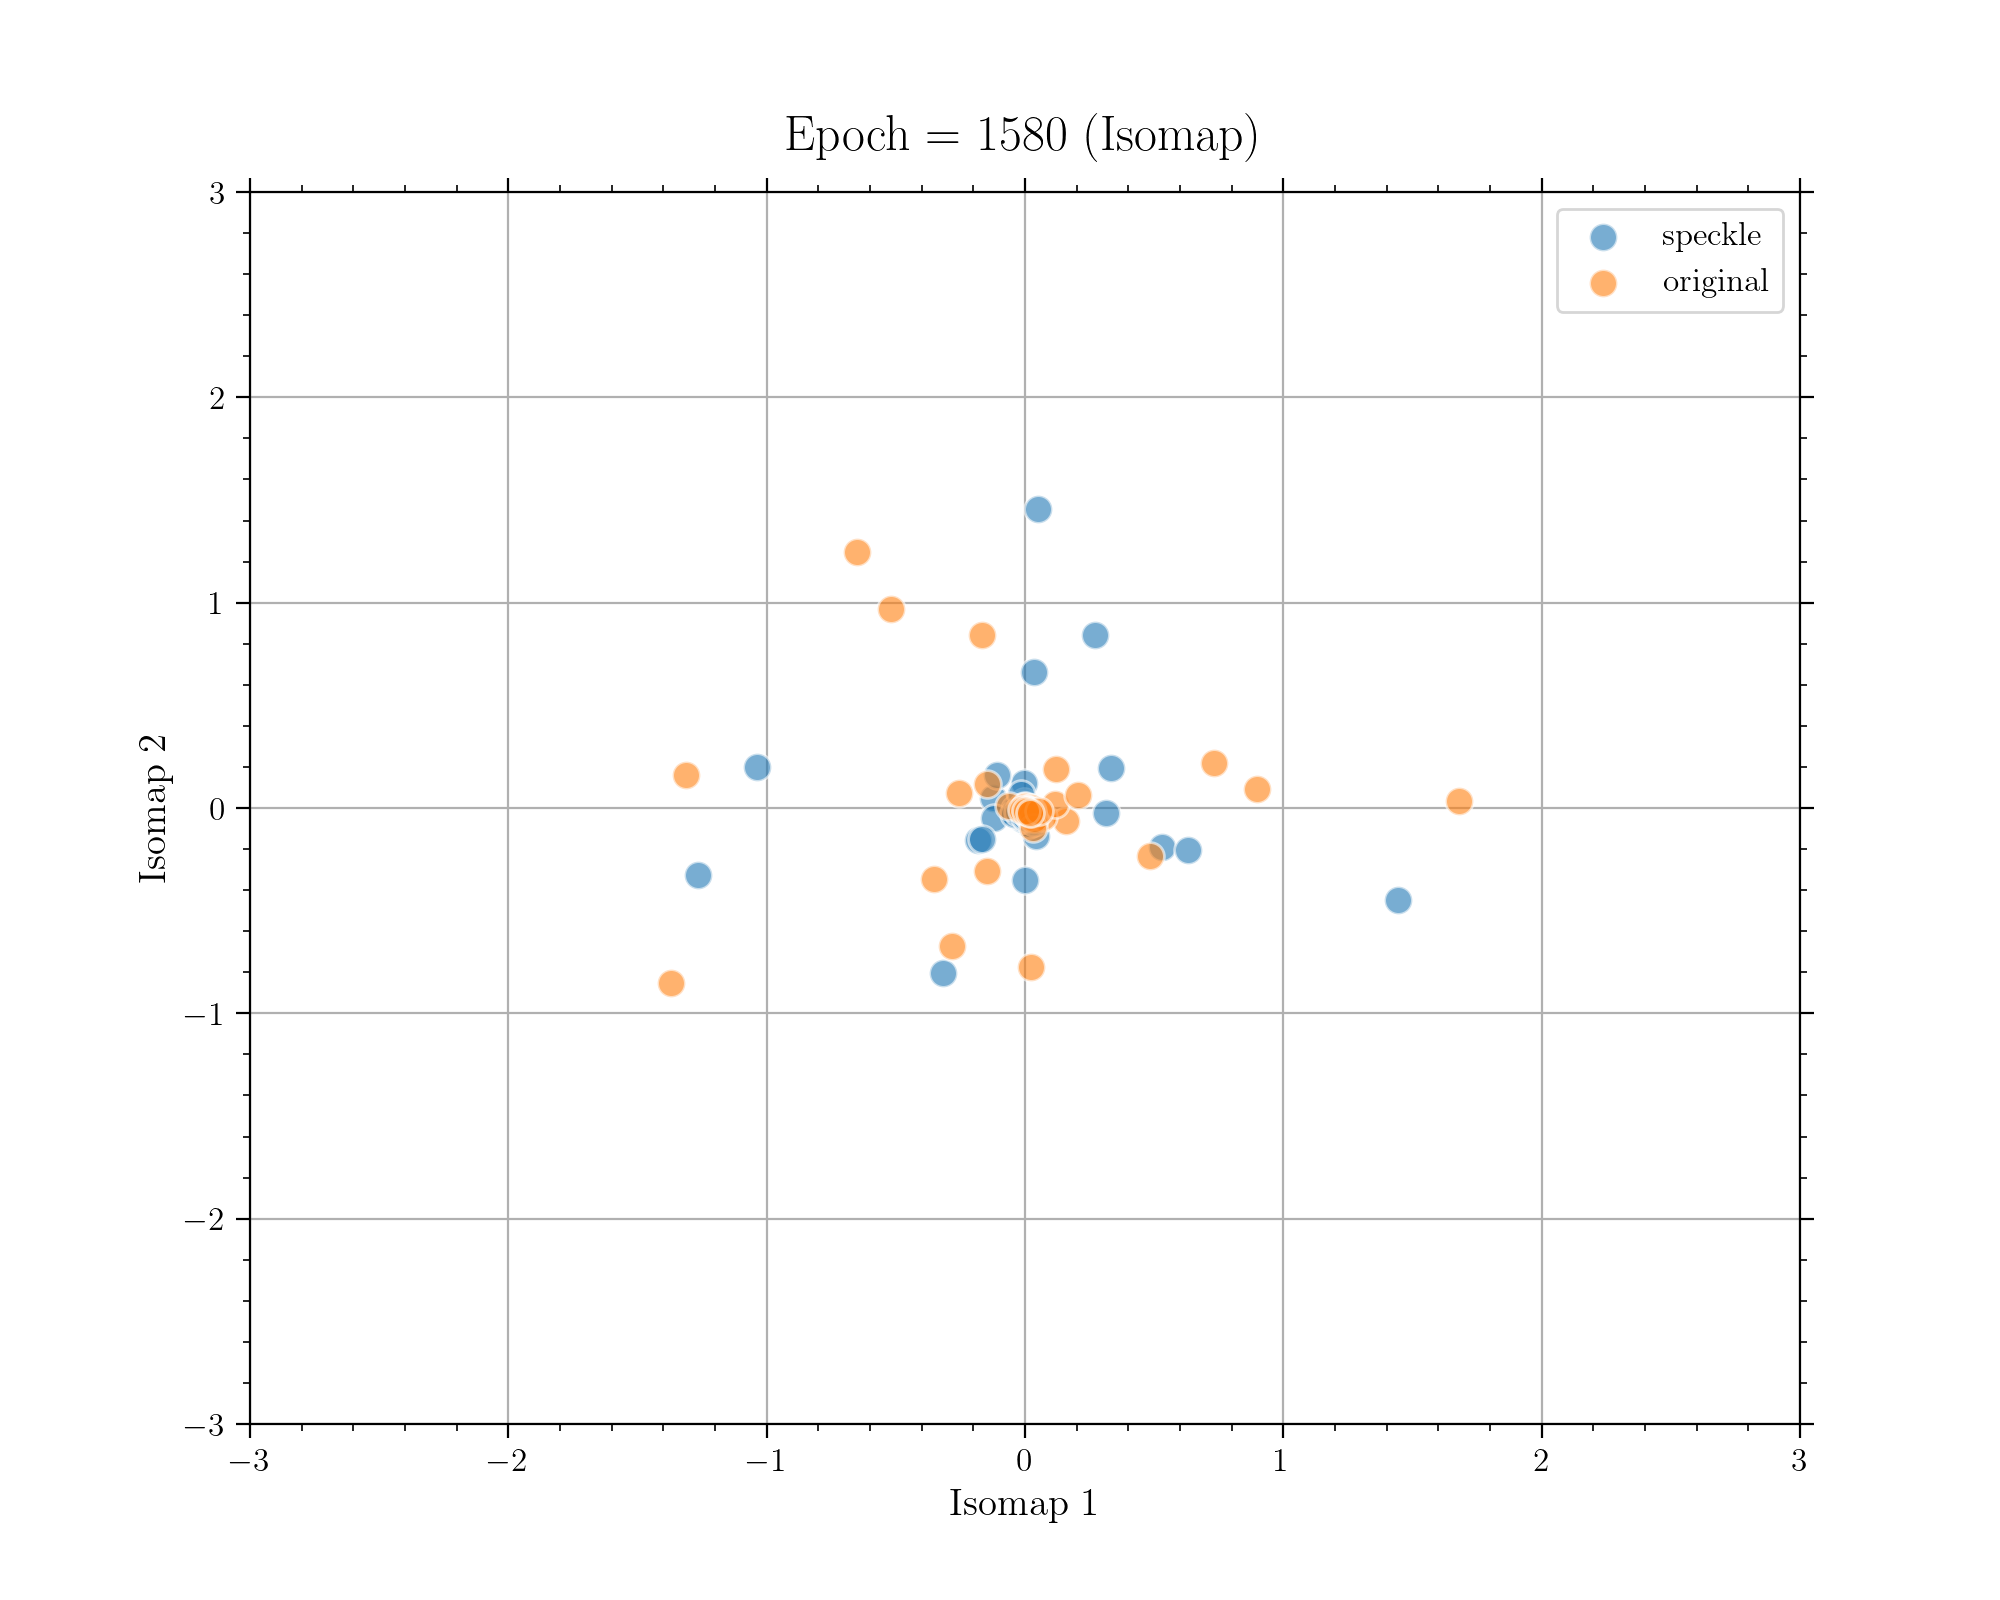 Epoch = 1580 (Isomap)
speckle
original
3
2
1
0
−1
−2
−3
Isomap 2
−3
−2
−1
0
1
2
3
Isomap 1